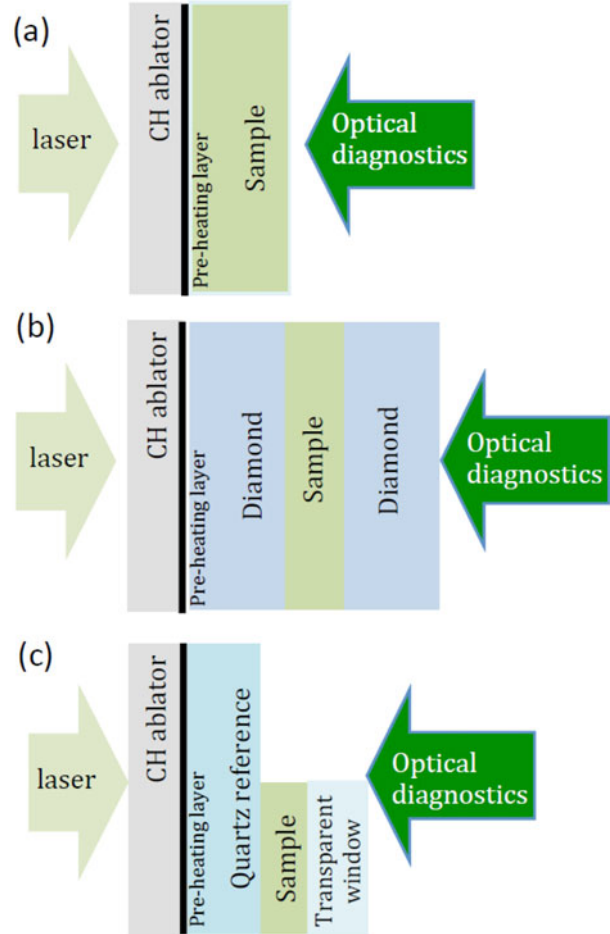 (a)
laser
CH ablator
Pre-heating layer
Sample
Optical
diagnostics
(b)
laser
CH ablator
Pre-heating layer
Diamond
Sample
Diamond
Optical
diagnostics
(c)
laser
CH ablator
Pre-heating layer
Quartz reference
Sample
Transparent
window
Optical
diagnostics